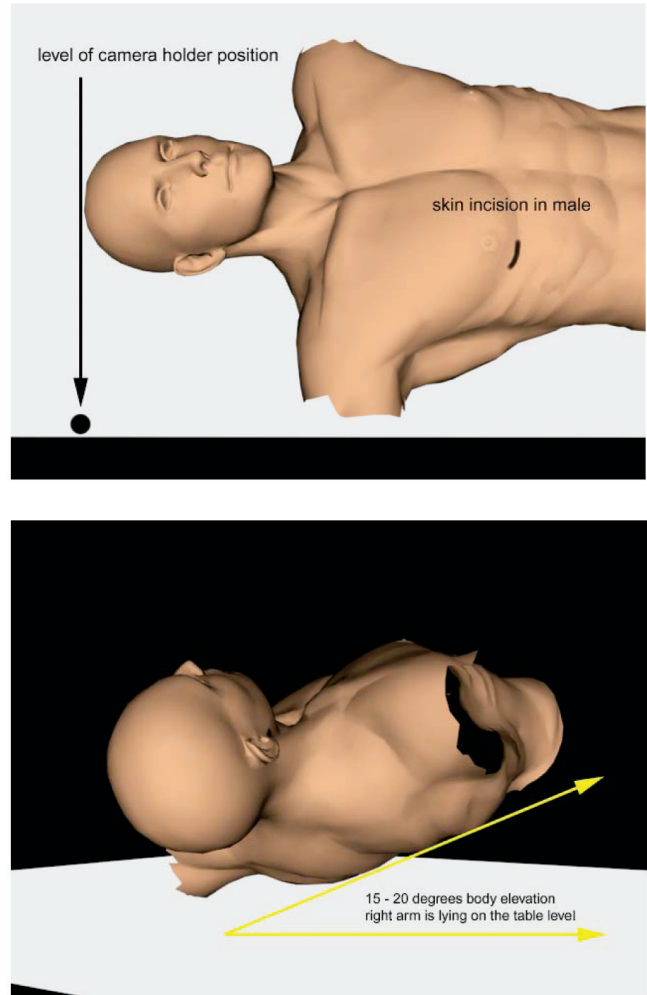 level of camera holder position
skin incision in male
15 - 20 degrees body elevation
right arm is lying on the table level